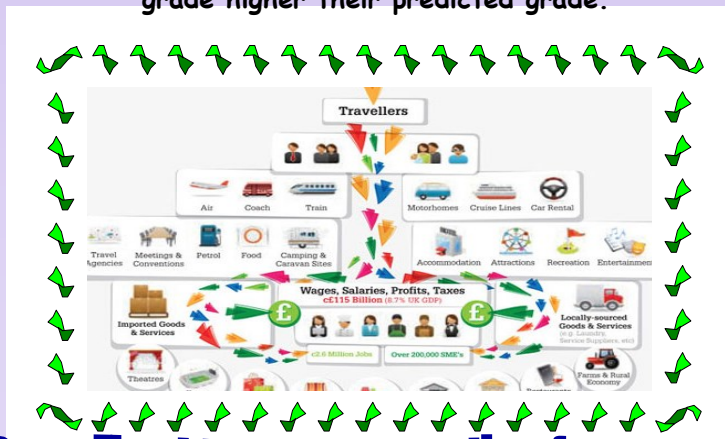 grade higher their predicted grade.
Travellers
Air Coach Train
Motorhomes Cruise Lines Car Rental
Travel Agencies
Meetings & Conventions
Petrol
Food
Camping & Caravan Sites
Accommodation
Attractions
Recreation
Entertainmen
Wages, Salaries, Profits, Taxes
c£115 Billion (8.7% UK GDP)
£
£
Imported Goods
& Services
Locally-sourced
Goods & Services
(e.g. Laundry,
Service Suppliers, etc)
c2.6 Million Jobs
Over 200,000 SME's
Theatres
Farms & Rural
Economy